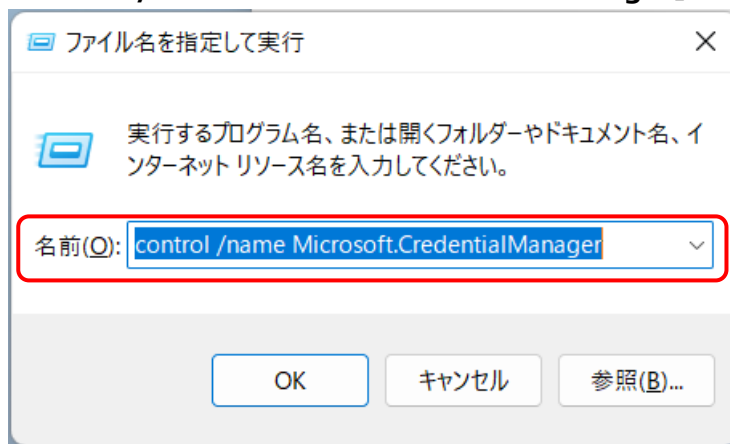 ファイル名を指定して実行
実行するプログラム名、または開くフォルダーやドキュメント名、イ
ンターネット リソース名を入力してください。
名前(O): control /name Microsoft.CredentialManager
OK キャンセル 参照(B)...